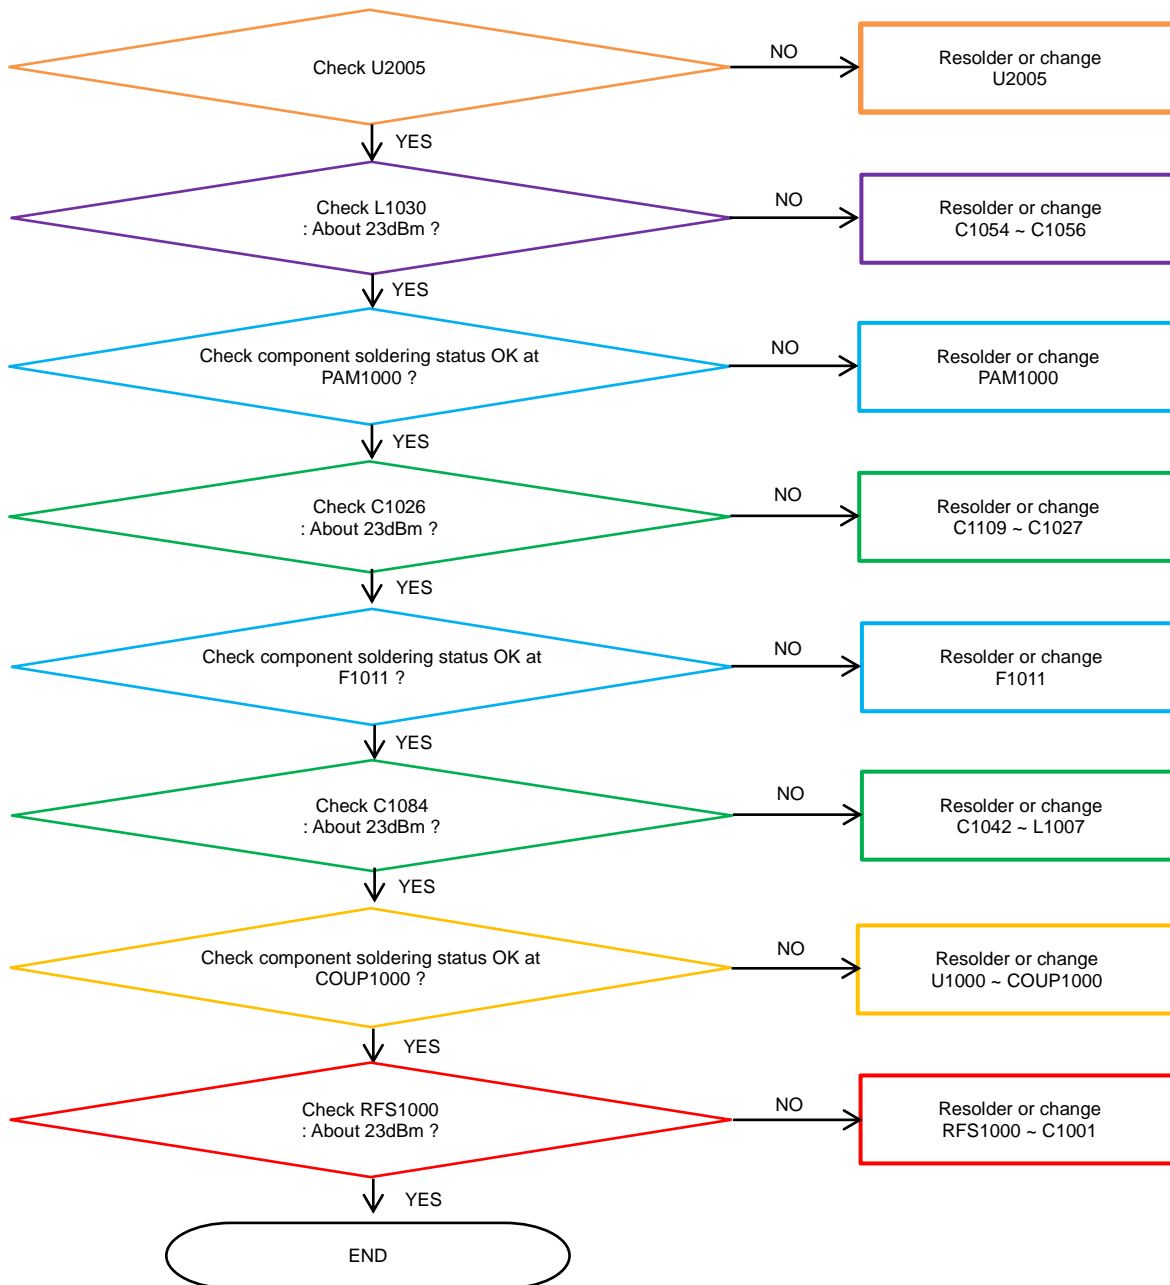 Check U2005
NO
Resolder or change
U2005
YES
Check L1030
: About 23dBm ?
NO
Resolder or change
C1054 ~ C1056
YES
Check component soldering status OK at
PAM1000 ?
NO
Resolder or change
PAM1000
YES
Check C1026
: About 23dBm ?
NO
Resolder or change
C1109 ~ C1027
YES
Check component soldering status OK at
F1011 ?
NO
Resolder or change
F1011
YES
Check C1084
: About 23dBm ?
NO
Resolder or change
C1042 ~ L1007
YES
Check component soldering status OK at
COUP1000 ?
NO
Resolder or change
U1000 ~ COUP1000
YES
Check RFS1000
: About 23dBm ?
NO
Resolder or change
RFS1000 ~ C1001
YES
END